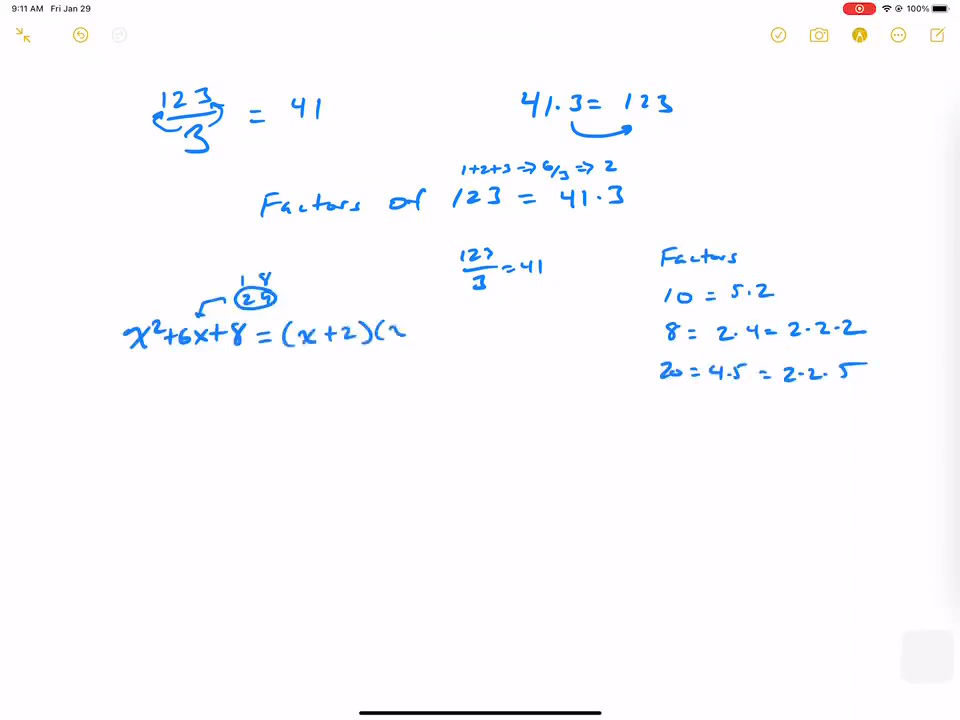 9:11 AM Fri Jan 29
100%
123/3 = 41
41·3 = 123
1+2+3 ⇒ 6/3 ⇒ 2
Factors of 123 = 41·3
123/3 = 41
Factors
10 = 5·2
8 = 2·4 = 2·2·2
20 = 4·5 = 2·2·5
1 8
2 4
x²+6x+8 = (x+2)(x